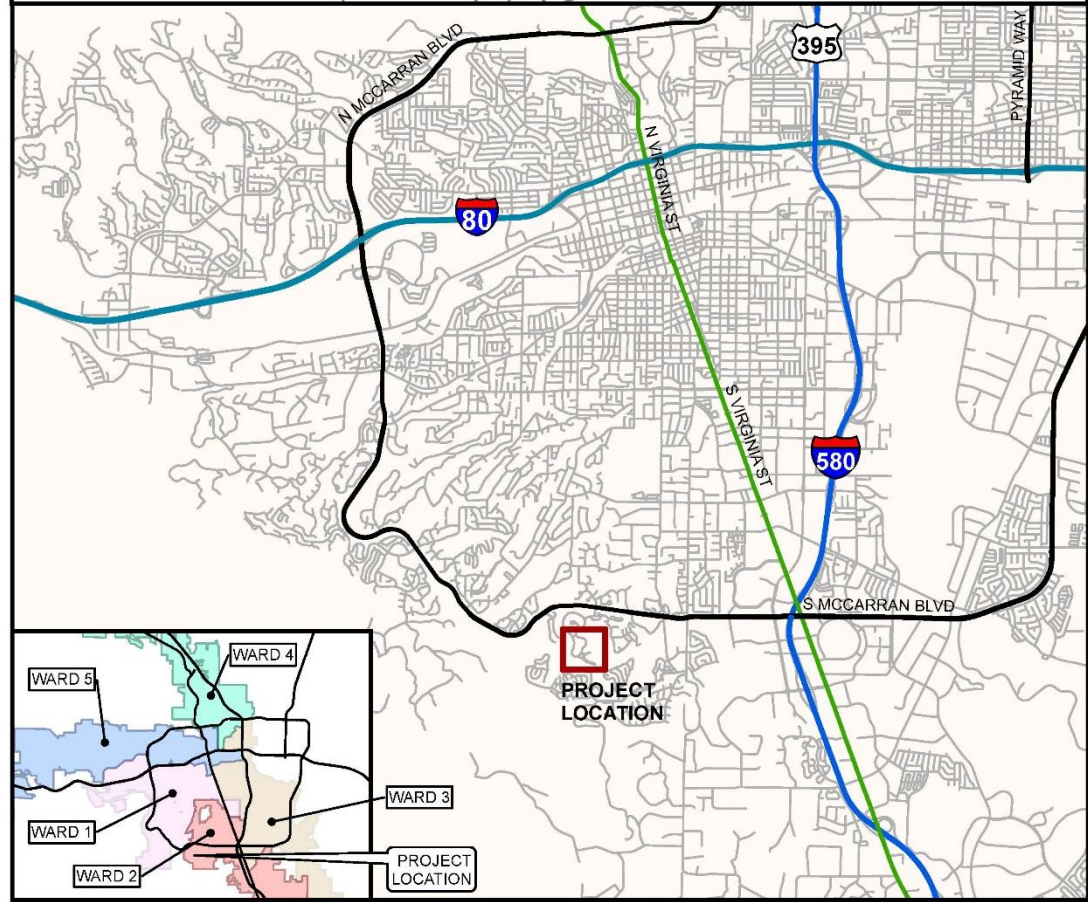 395
PYRAMID WAY
N MCCARRAN BLVD
N VIRGINIA ST
80
S VIRGINIA ST
580
S MCCARRAN BLVD
PROJECT
LOCATION
WARD 4
WARD 5
WARD 3
WARD 1
WARD 2
PROJECT
LOCATION